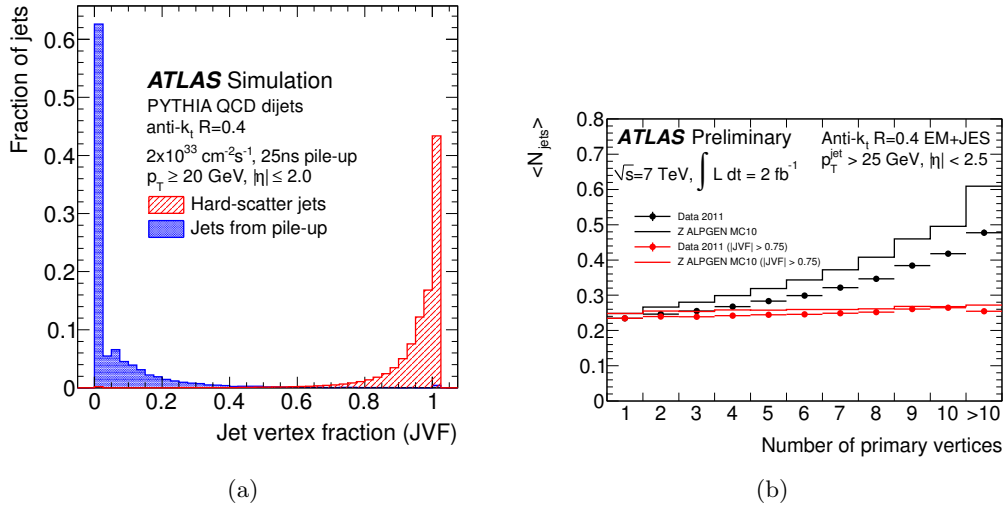 Fraction of jets
0.6
0.5
0.4
0.3
0.2
0.1
0
ATLAS Simulation
PYTHIA QCD dijets
anti-kt R=0.4
2x10³³ cm⁻²s⁻¹, 25ns pile-up
pT ≥ 20 GeV, |η| ≤ 2.0
Hard-scatter jets
Jets from pile-up
0 0.2 0.4 0.6 0.8 1
Jet vertex fraction (JVF)
(a)
<N_jets>
0.8
0.7
0.6
0.5
0.4
0.3
0.2
0.1
0
ATLAS Preliminary
√s=7 TeV, ∫ L dt = 2 fb⁻¹
Anti-kt R=0.4 EM+JES
pT^jet > 25 GeV, |η| < 2.5
Data 2011
Z ALPGEN MC10
Data 2011 (|JVF| > 0.75)
Z ALPGEN MC10 (|JVF| > 0.75)
1 2 3 4 5 6 7 8 9 10 >10
Number of primary vertices
(b)